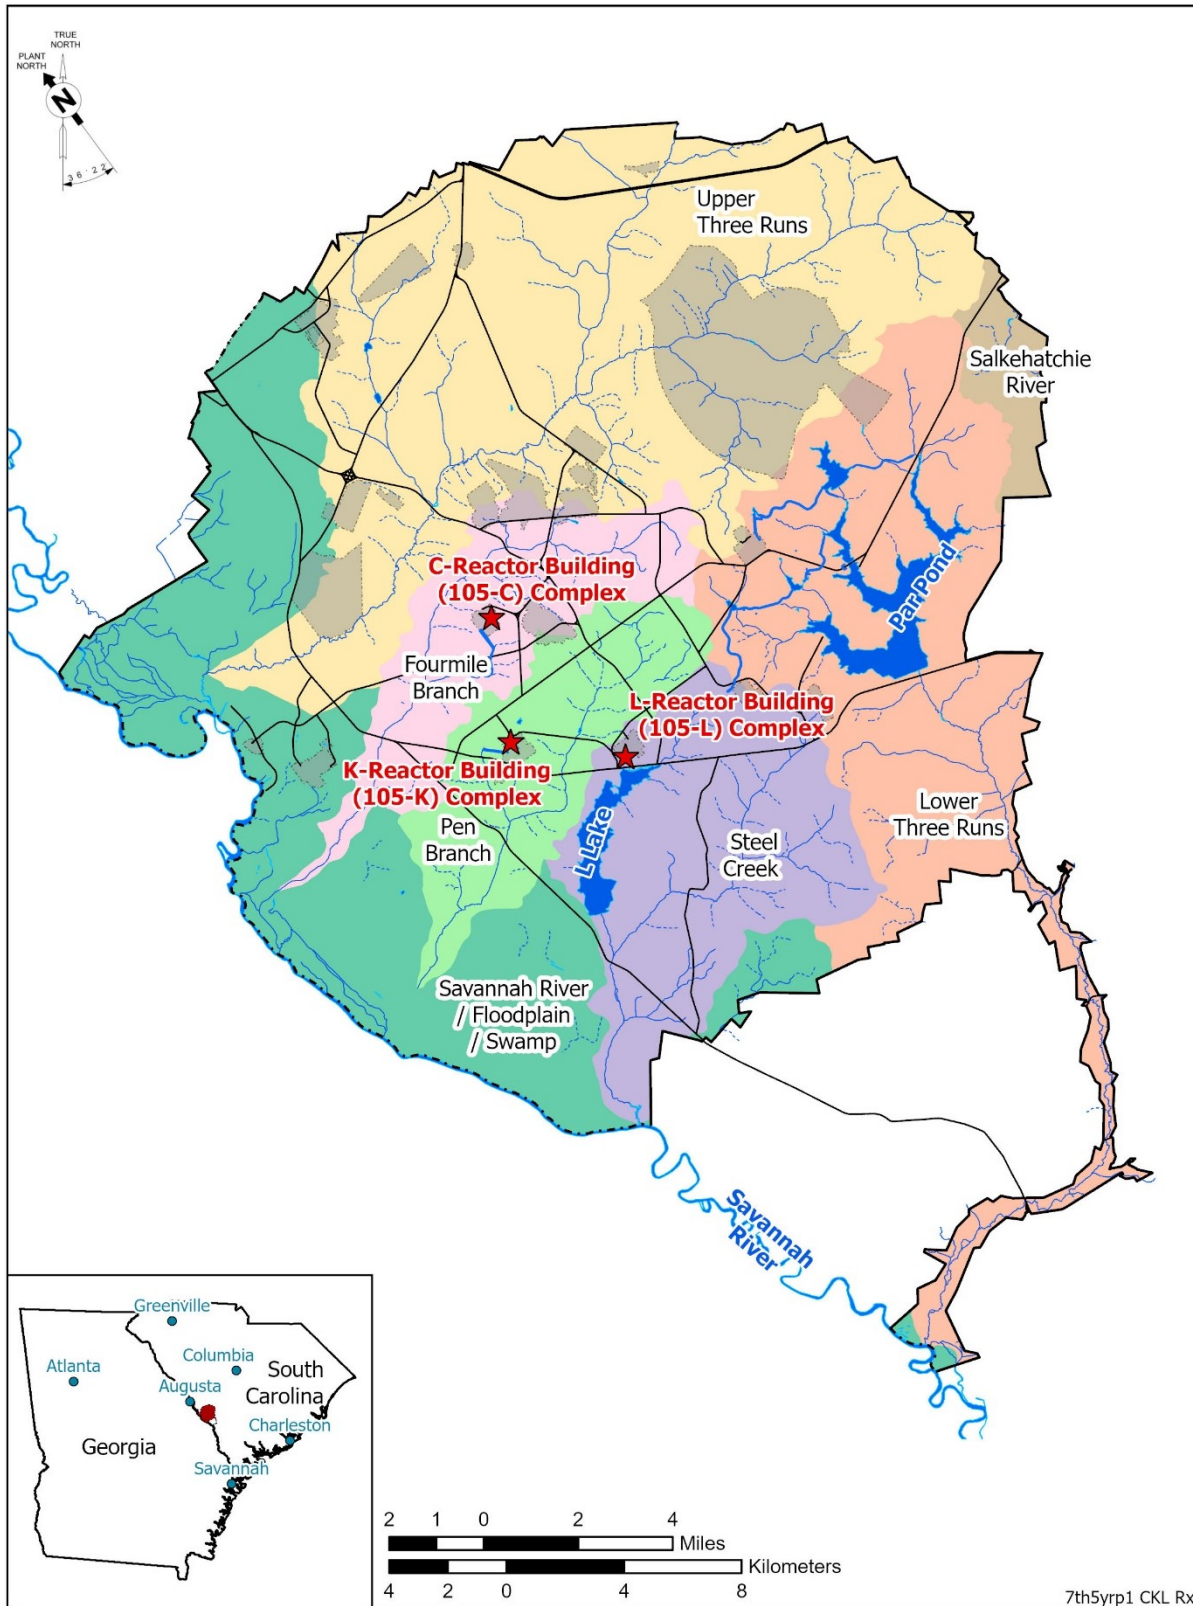 TRUE
NORTH
PLANT
NORTH
N
36°22'
Upper
Three Runs
Salkehatchie
River
C-Reactor Building
(105-C) Complex
Par Pond
Fourmile
Branch
L-Reactor Building
(105-L) Complex
K-Reactor Building
(105-K) Complex
Pen
Branch
L Lake
Steel
Creek
Lower
Three Runs
Savannah River
/ Floodplain
/ Swamp
Savannah
River
Greenville
Atlanta
Columbia
South
Carolina
Augusta
Charleston
Georgia
Savannah
2 1 0 2 4
Miles
Kilometers
4 2 0 4 8
7th5yrp1 CKL Rx